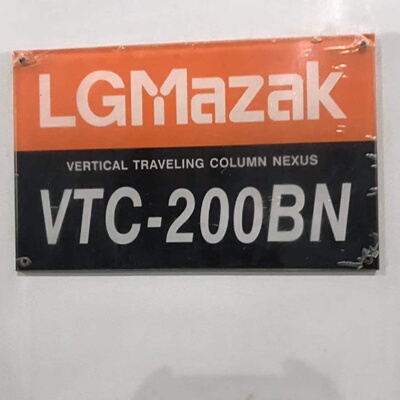 LGMazak
VERTICAL TRAVELING COLUMN NEXUS
VTC-200BN